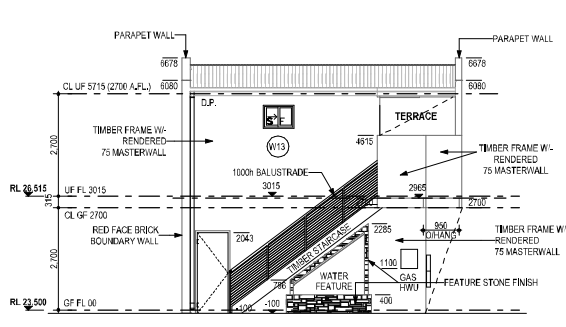 PARAPET WALL
PARAPET WALL
6678
6678
CL UF 5715 (2700 A.FL.)
6080
6080
D.P.
TERRACE
S F
TIMBER FRAME W/-
RENDERED
75 MASTERWALL
W13
4615
TIMBER FRAME W/-
RENDERED
75 MASTERWALL
2,700
1000h BALUSTRADE
RL 26.515
UF FL 3015
3015
2965
315
2700
2700
CL GF 2700
RED FACE BRICK
BOUNDARY WALL
2043
TIMBER STAIRCASE
2285
950
O/HANG
TIMBER FRAME W/-
RENDERED
75 MASTERWALL
2,700
1100
WATER
FEATURE
GAS
HWU
FEATURE STONE FINISH
786
RL 23.500
GF FL 00
-100
-100
400